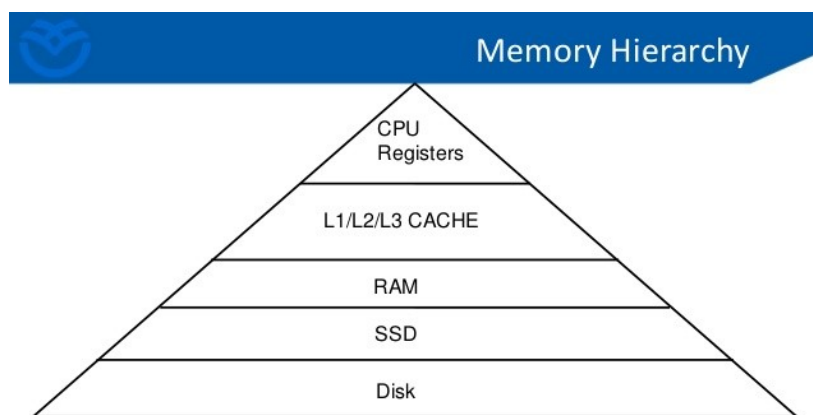 Memory Hierarchy
CPU
Registers
L1/L2/L3 CACHE
RAM
SSD
Disk